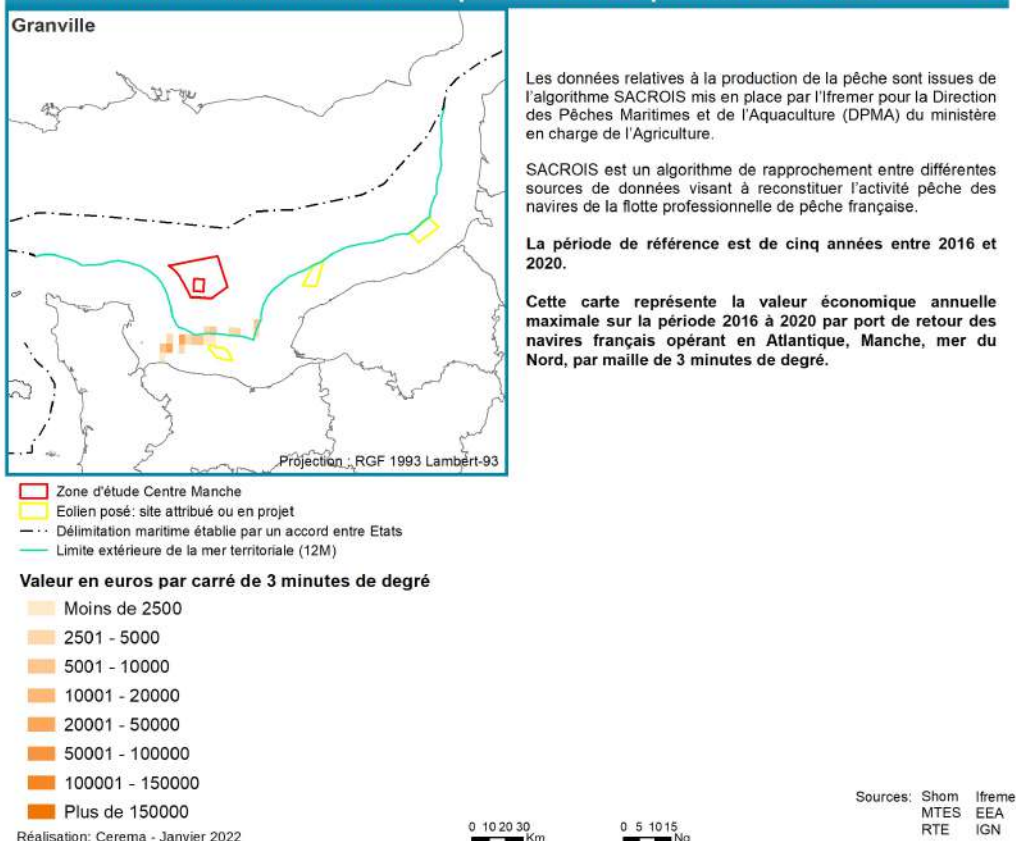 Granville
Projection : RGF 1993 Lambert-93
Les données relatives à la production de la pêche sont issues de
l'algorithme SACROIS mis en place par l'Ifremer pour la Direction
des Pêches Maritimes et de l'Aquaculture (DPMA) du ministère
en charge de l'Agriculture.
SACROIS est un algorithme de rapprochement entre différentes
sources de données visant à reconstituer l'activité pêche des
navires de la flotte professionnelle de pêche française.
La période de référence est de cinq années entre 2016 et
2020.
Cette carte représente la valeur économique annuelle
maximale sur la période 2016 à 2020 par port de retour des
navires français opérant en Atlantique, Manche, mer du
Nord, par maille de 3 minutes de degré.
Zone d'étude Centre Manche
Eolien posé: site attribué ou en projet
Délimitation maritime établie par un accord entre Etats
Limite extérieure de la mer territoriale (12M)
Valeur en euros par carré de 3 minutes de degré
Moins de 2500
2501 - 5000
5001 - 10000
10001 - 20000
20001 - 50000
50001 - 100000
100001 - 150000
Plus de 150000
Réalisation: Cerema - Janvier 2022
0 10 20 30
Km
0 5 10 15
Nq
Sources: Shom Ifreme
MTES EEA
RTE IGN